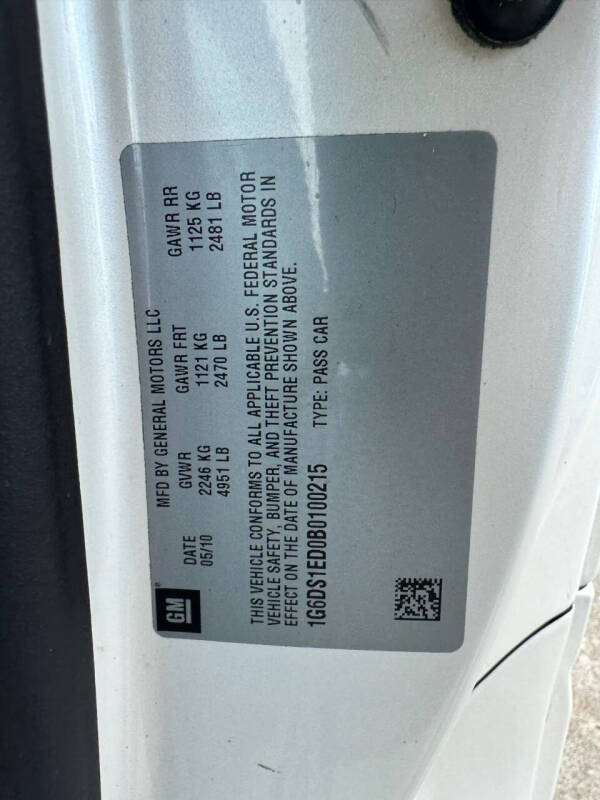 GM
MFD BY GENERAL MOTORS LLC
DATE GVWR GAWR FRT GAWR RR
05/10 2246 KG 1121 KG 1125 KG
4951 LB 2470 LB 2481 LB
THIS VEHICLE CONFORMS TO ALL APPLICABLE U.S. FEDERAL MOTOR
VEHICLE SAFETY, BUMPER, AND THEFT PREVENTION STANDARDS IN
EFFECT ON THE DATE OF MANUFACTURE SHOWN ABOVE.
1G6DS1ED0B0100215 TYPE: PASS CAR